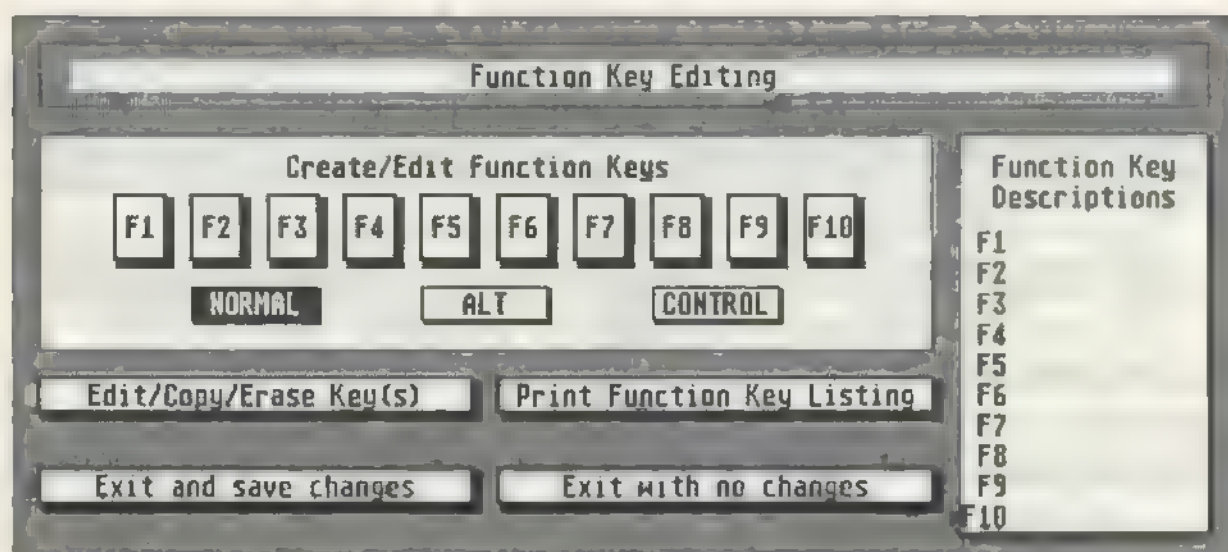 Function Key Editing
Create/Edit Function Keys
F1 F2 F3 F4 F5 F6 F7 F8 F9 F10
NORMAL ALT CONTROL
Edit/Copy/Erase Key(s) Print Function Key Listing
Exit and save changes Exit with no changes
Function Key
Descriptions
F1
F2
F3
F4
F5
F6
F7
F8
F9
F10